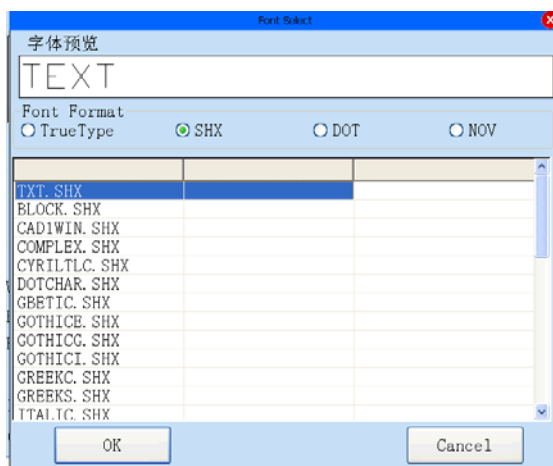 Font Select
字体预览
TEXT
Font Format
TrueType SHX DOT NOV
TXT.SHX
BLOCK.SHX
CAD1WIN.SHX
COMPLEX.SHX
CYRILTLC.SHX
DOTCHAR.SHX
GBETIC.SHX
GOTHICE.SHX
GOTHICG.SHX
GOTHICI.SHX
GREEKC.SHX
GREEKS.SHX
ITALIC.SHX
OK Cancel